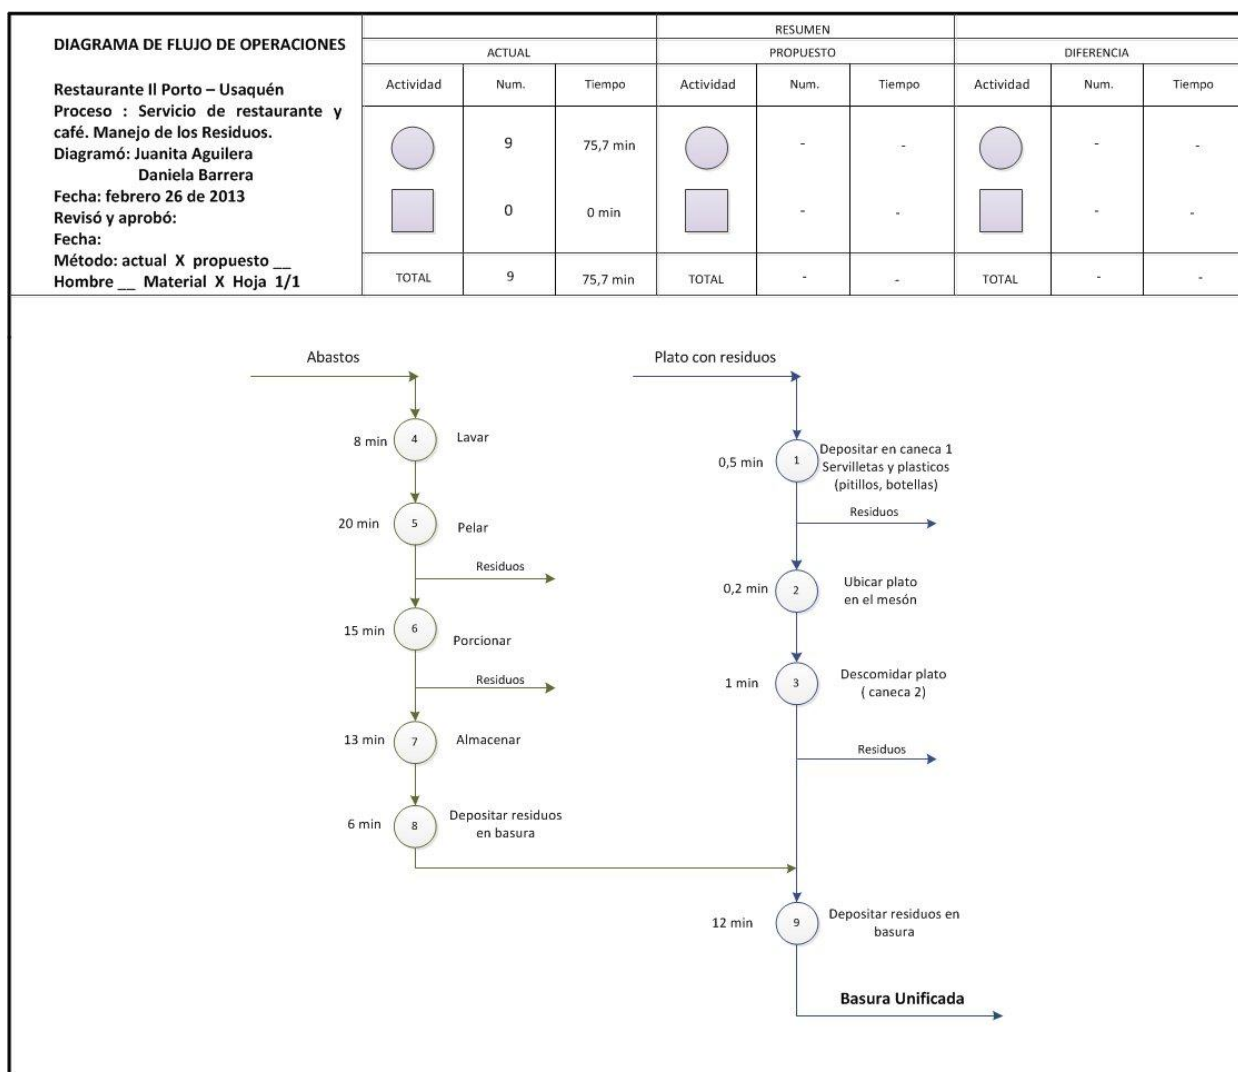 DIAGRAMA DE FLUJO DE OPERACIONES
Restaurante Il Porto – Usaquén
Proceso : Servicio de restaurante y
café. Manejo de los Residuos.
Diagramó: Juanita Aguilera
Daniela Barrera
Fecha: febrero 26 de 2013
Revisó y aprobó:
Fecha:
Método: actual X propuesto __
Hombre __ Material X Hoja 1/1
RESUMEN
ACTUAL PROPUESTO DIFERENCIA
Actividad Num. Tiempo Actividad Num. Tiempo Actividad Num. Tiempo
9 75,7 min - - - -
0 0 min - - - -
TOTAL 9 75,7 min TOTAL - - TOTAL - -
Abastos
8 min 4 Lavar
20 min 5 Pelar
Residuos
15 min 6 Porcionar
Residuos
13 min 7 Almacenar
6 min 8 Depositar residuos
en basura
Plato con residuos
0,5 min 1 Depositar en caneca 1
Servilletas y plasticos
(pitillos, botellas)
Residuos
0,2 min 2 Ubicar plato
en el mesón
1 min 3 Descomidar plato
( caneca 2)
Residuos
12 min 9 Depositar residuos en
basura
Basura Unificada